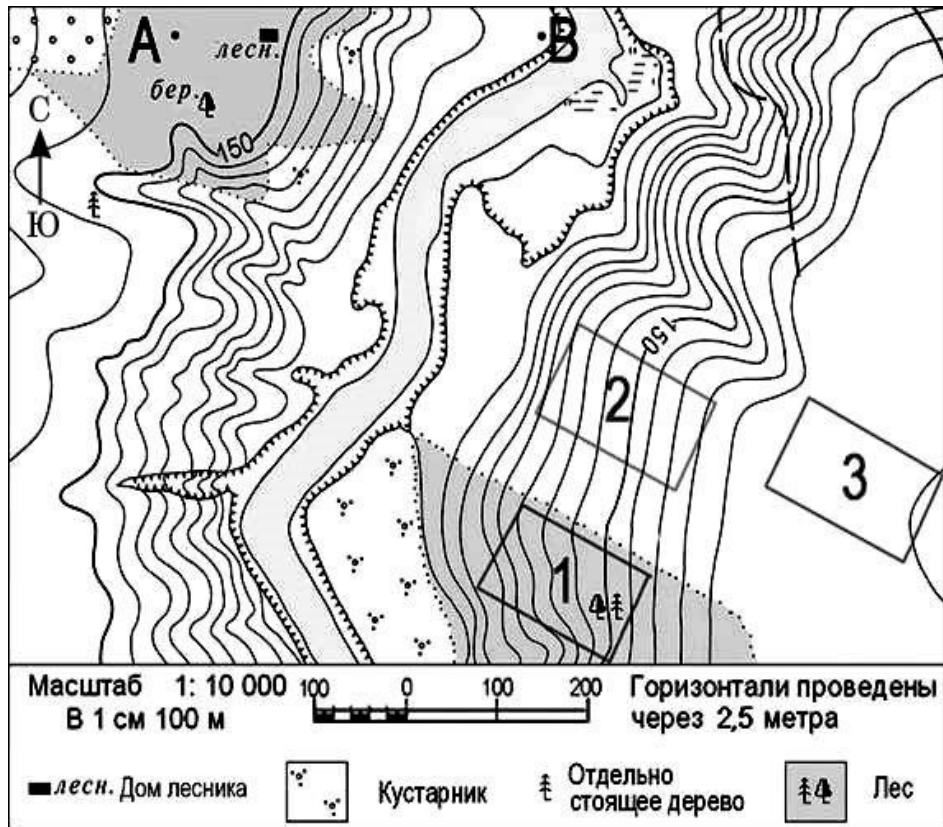 А
лесн.
В
бер.
С
150
Ю
150
2
3
1
Масштаб 1: 10 000
В 1 см 100 м
100 0 100 200
Горизонтали проведены
через 2,5 метра
лесн. Дом лесника
Кустарник
Отдельно
стоящее дерево
Лес